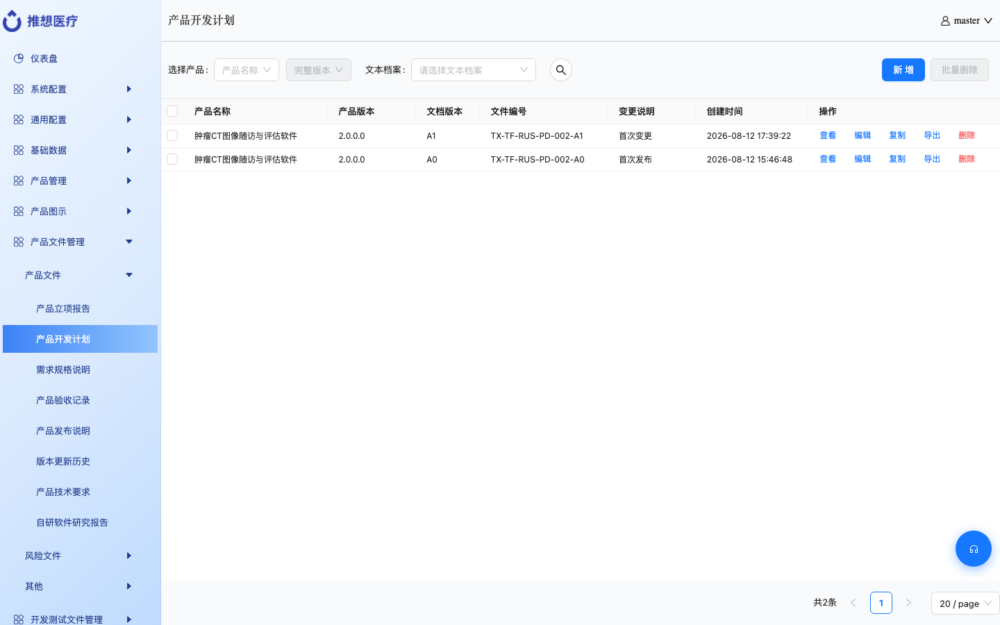 推想医疗
产品开发计划
master
仪表盘
系统配置
通用配置
基础数据
产品管理
产品图示
产品文件管理
产品文件
产品立项报告
产品开发计划
需求规格说明
产品验收记录
产品发布说明
版本更新历史
产品技术要求
自研软件研究报告
风险文件
其他
开发测试文件管理
选择产品： 产品名称 完整版本 文本档案： 请选择文本档案 新 增 批量删除
产品名称 产品版本 文档版本 文件编号 变更说明 创建时间 操作
肿瘤CT图像随访与评估软件 2.0.0.0 A1 TX-TF-RUS-PD-002-A1 首次变更 2026-08-12 17:39:22 查看 编辑 复制 导出 删除
肿瘤CT图像随访与评估软件 2.0.0.0 A0 TX-TF-RUS-PD-002-A0 首次发布 2026-08-12 15:46:48 查看 编辑 复制 导出 删除
共2条 1 20 / page